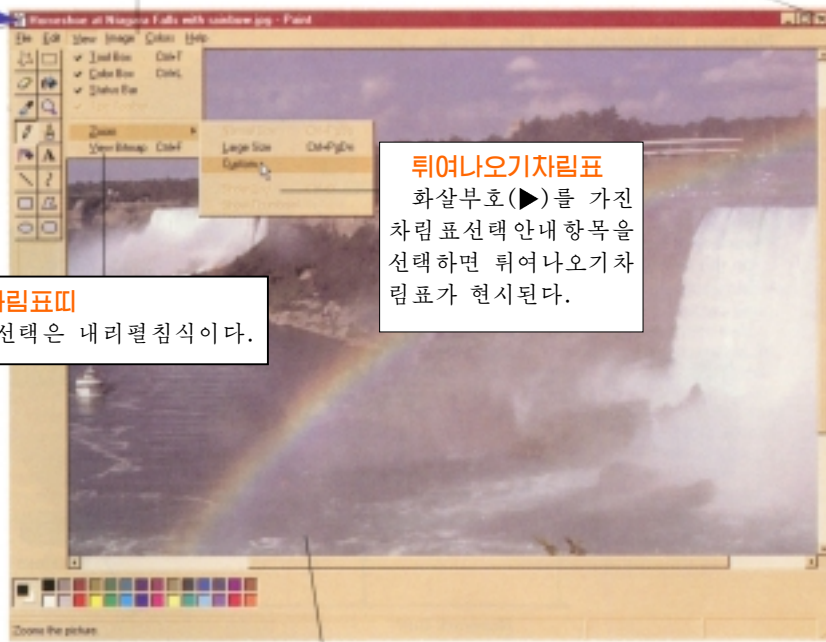 Horseshoe at Niagara Falls with rainbow.jpg - Paint
File Edit View Image Colors Help
✓ Tool Box Ctrl+T
✓ Color Box Ctrl+L
✓ Status Bar
Zoom ▶
View Bitmap Ctrl+F
Large Size Ctrl+PgDn
Custom...
튀여나오기차림표
화살부호(▶)를 가진
차림표선택안내항목을
선택하면 튀여나오기차
림표가 현시된다.
차림표띠
선택은 내리펼침식이다.
Zooms the picture.